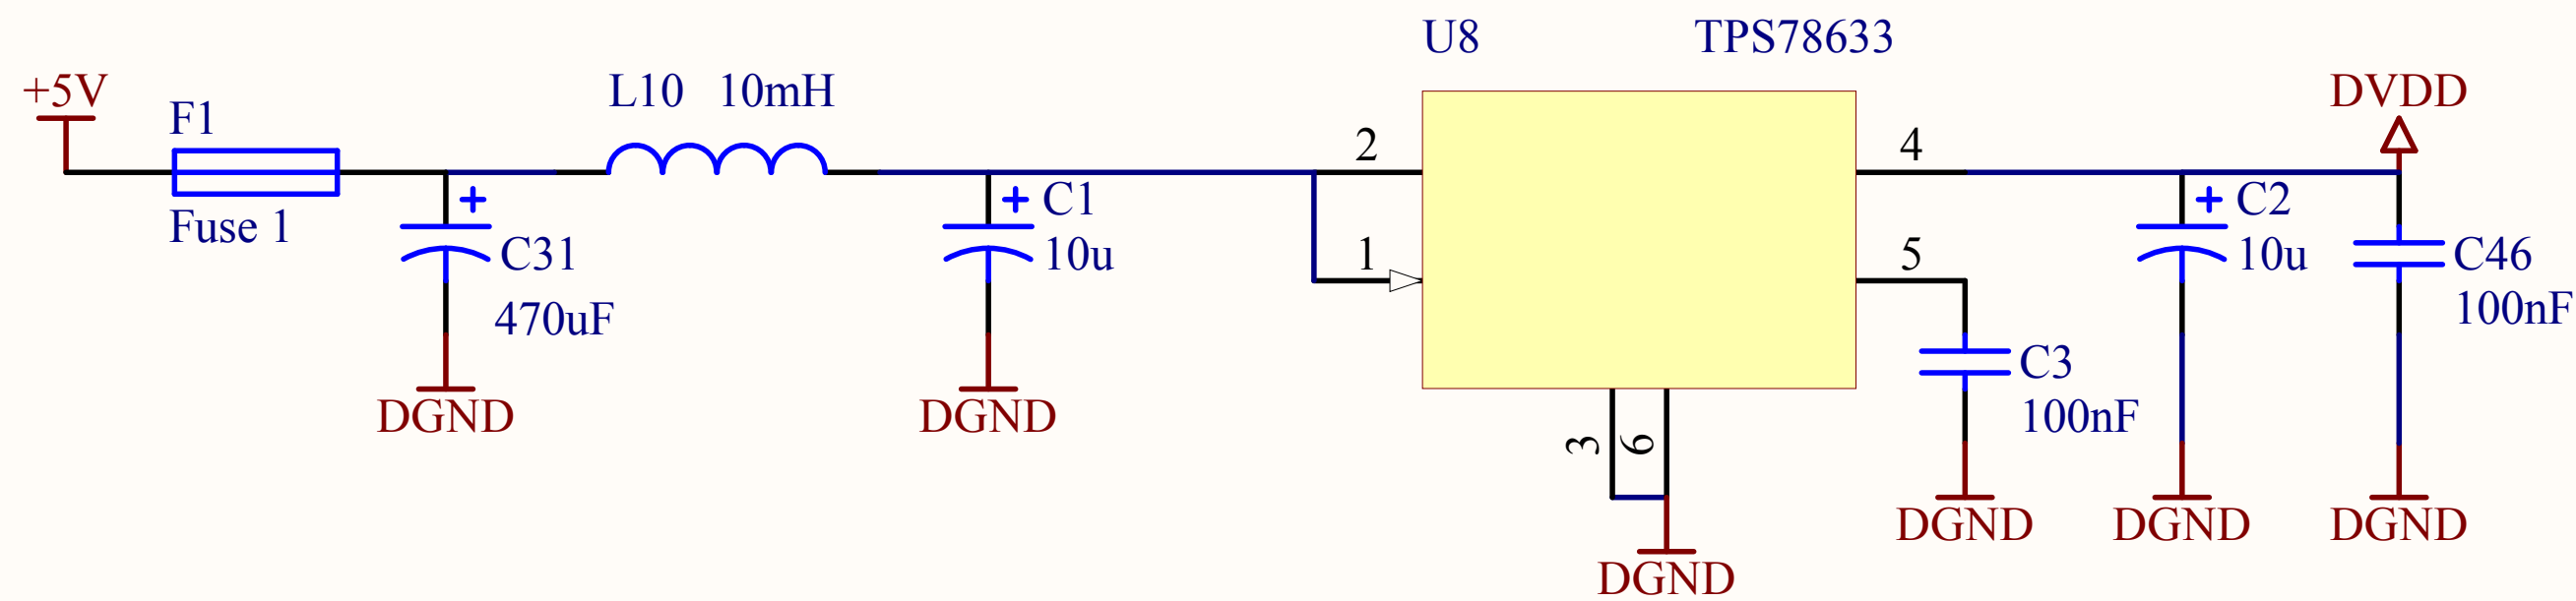 U8 TPS78633
+5V
F1
L10 10mH
DVDD
2
4
Fuse 1
+ C1
10u
+ C2
10u
+
C31
470uF
1
5
C46
100nF
C3
100nF
DGND
DGND
3
6
DGND
DGND
DGND
DGND